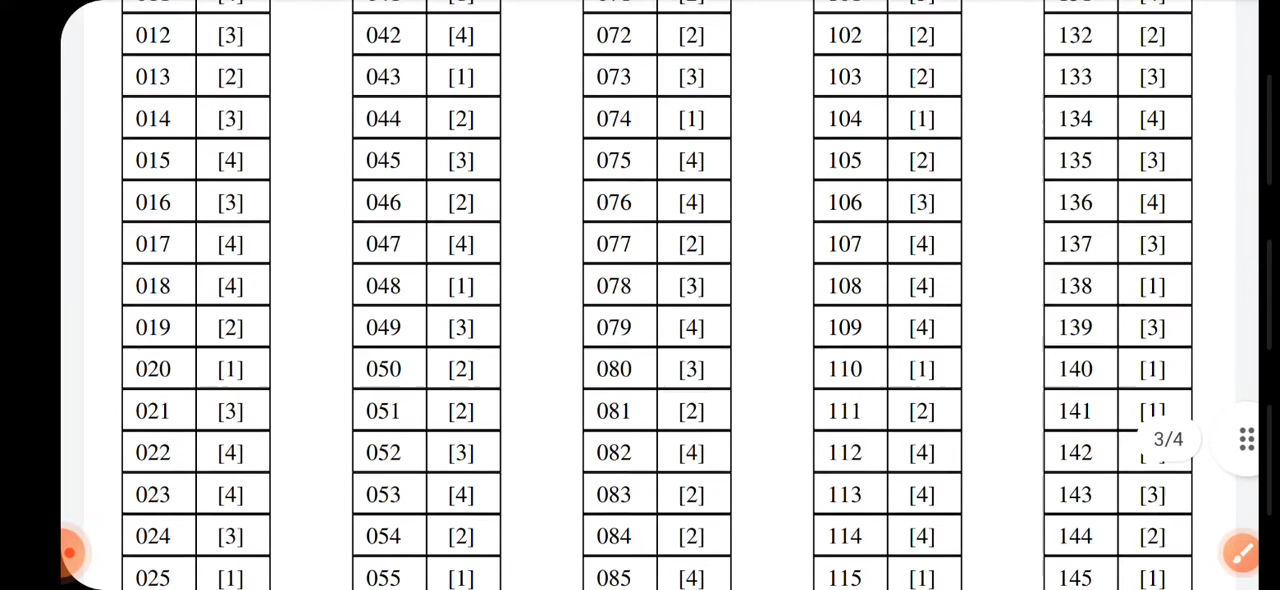 012 [3] 042 [4] 072 [2] 102 [2] 132 [2]
013 [2] 043 [1] 073 [3] 103 [2] 133 [3]
014 [3] 044 [2] 074 [1] 104 [1] 134 [4]
015 [4] 045 [3] 075 [4] 105 [2] 135 [3]
016 [3] 046 [2] 076 [4] 106 [3] 136 [4]
017 [4] 047 [4] 077 [2] 107 [4] 137 [3]
018 [4] 048 [1] 078 [3] 108 [4] 138 [1]
019 [2] 049 [3] 079 [4] 109 [4] 139 [3]
020 [1] 050 [2] 080 [3] 110 [1] 140 [1]
021 [3] 051 [2] 081 [2] 111 [2] 141 [1]
3/4
022 [4] 052 [3] 082 [4] 112 [4] 142
023 [4] 053 [4] 083 [2] 113 [4] 143 [3]
024 [3] 054 [2] 084 [2] 114 [4] 144 [2]
025 [1] 055 [1] 085 [4] 115 [1] 145 [1]